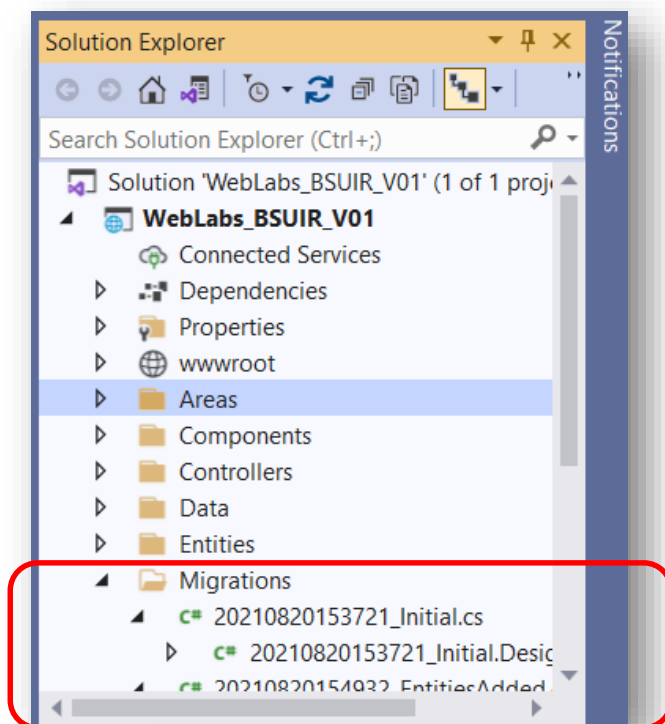 Solution Explorer
Notifications
Search Solution Explorer (Ctrl+;)
Solution 'WebLabs_BSUIR_V01' (1 of 1 proj
WebLabs_BSUIR_V01
Connected Services
Dependencies
Properties
wwwroot
Areas
Components
Controllers
Data
Entities
Migrations
C# 20210820153721_Initial.cs
C# 20210820153721_Initial.Desig
C# 20210820154932_EntitiesAdded.